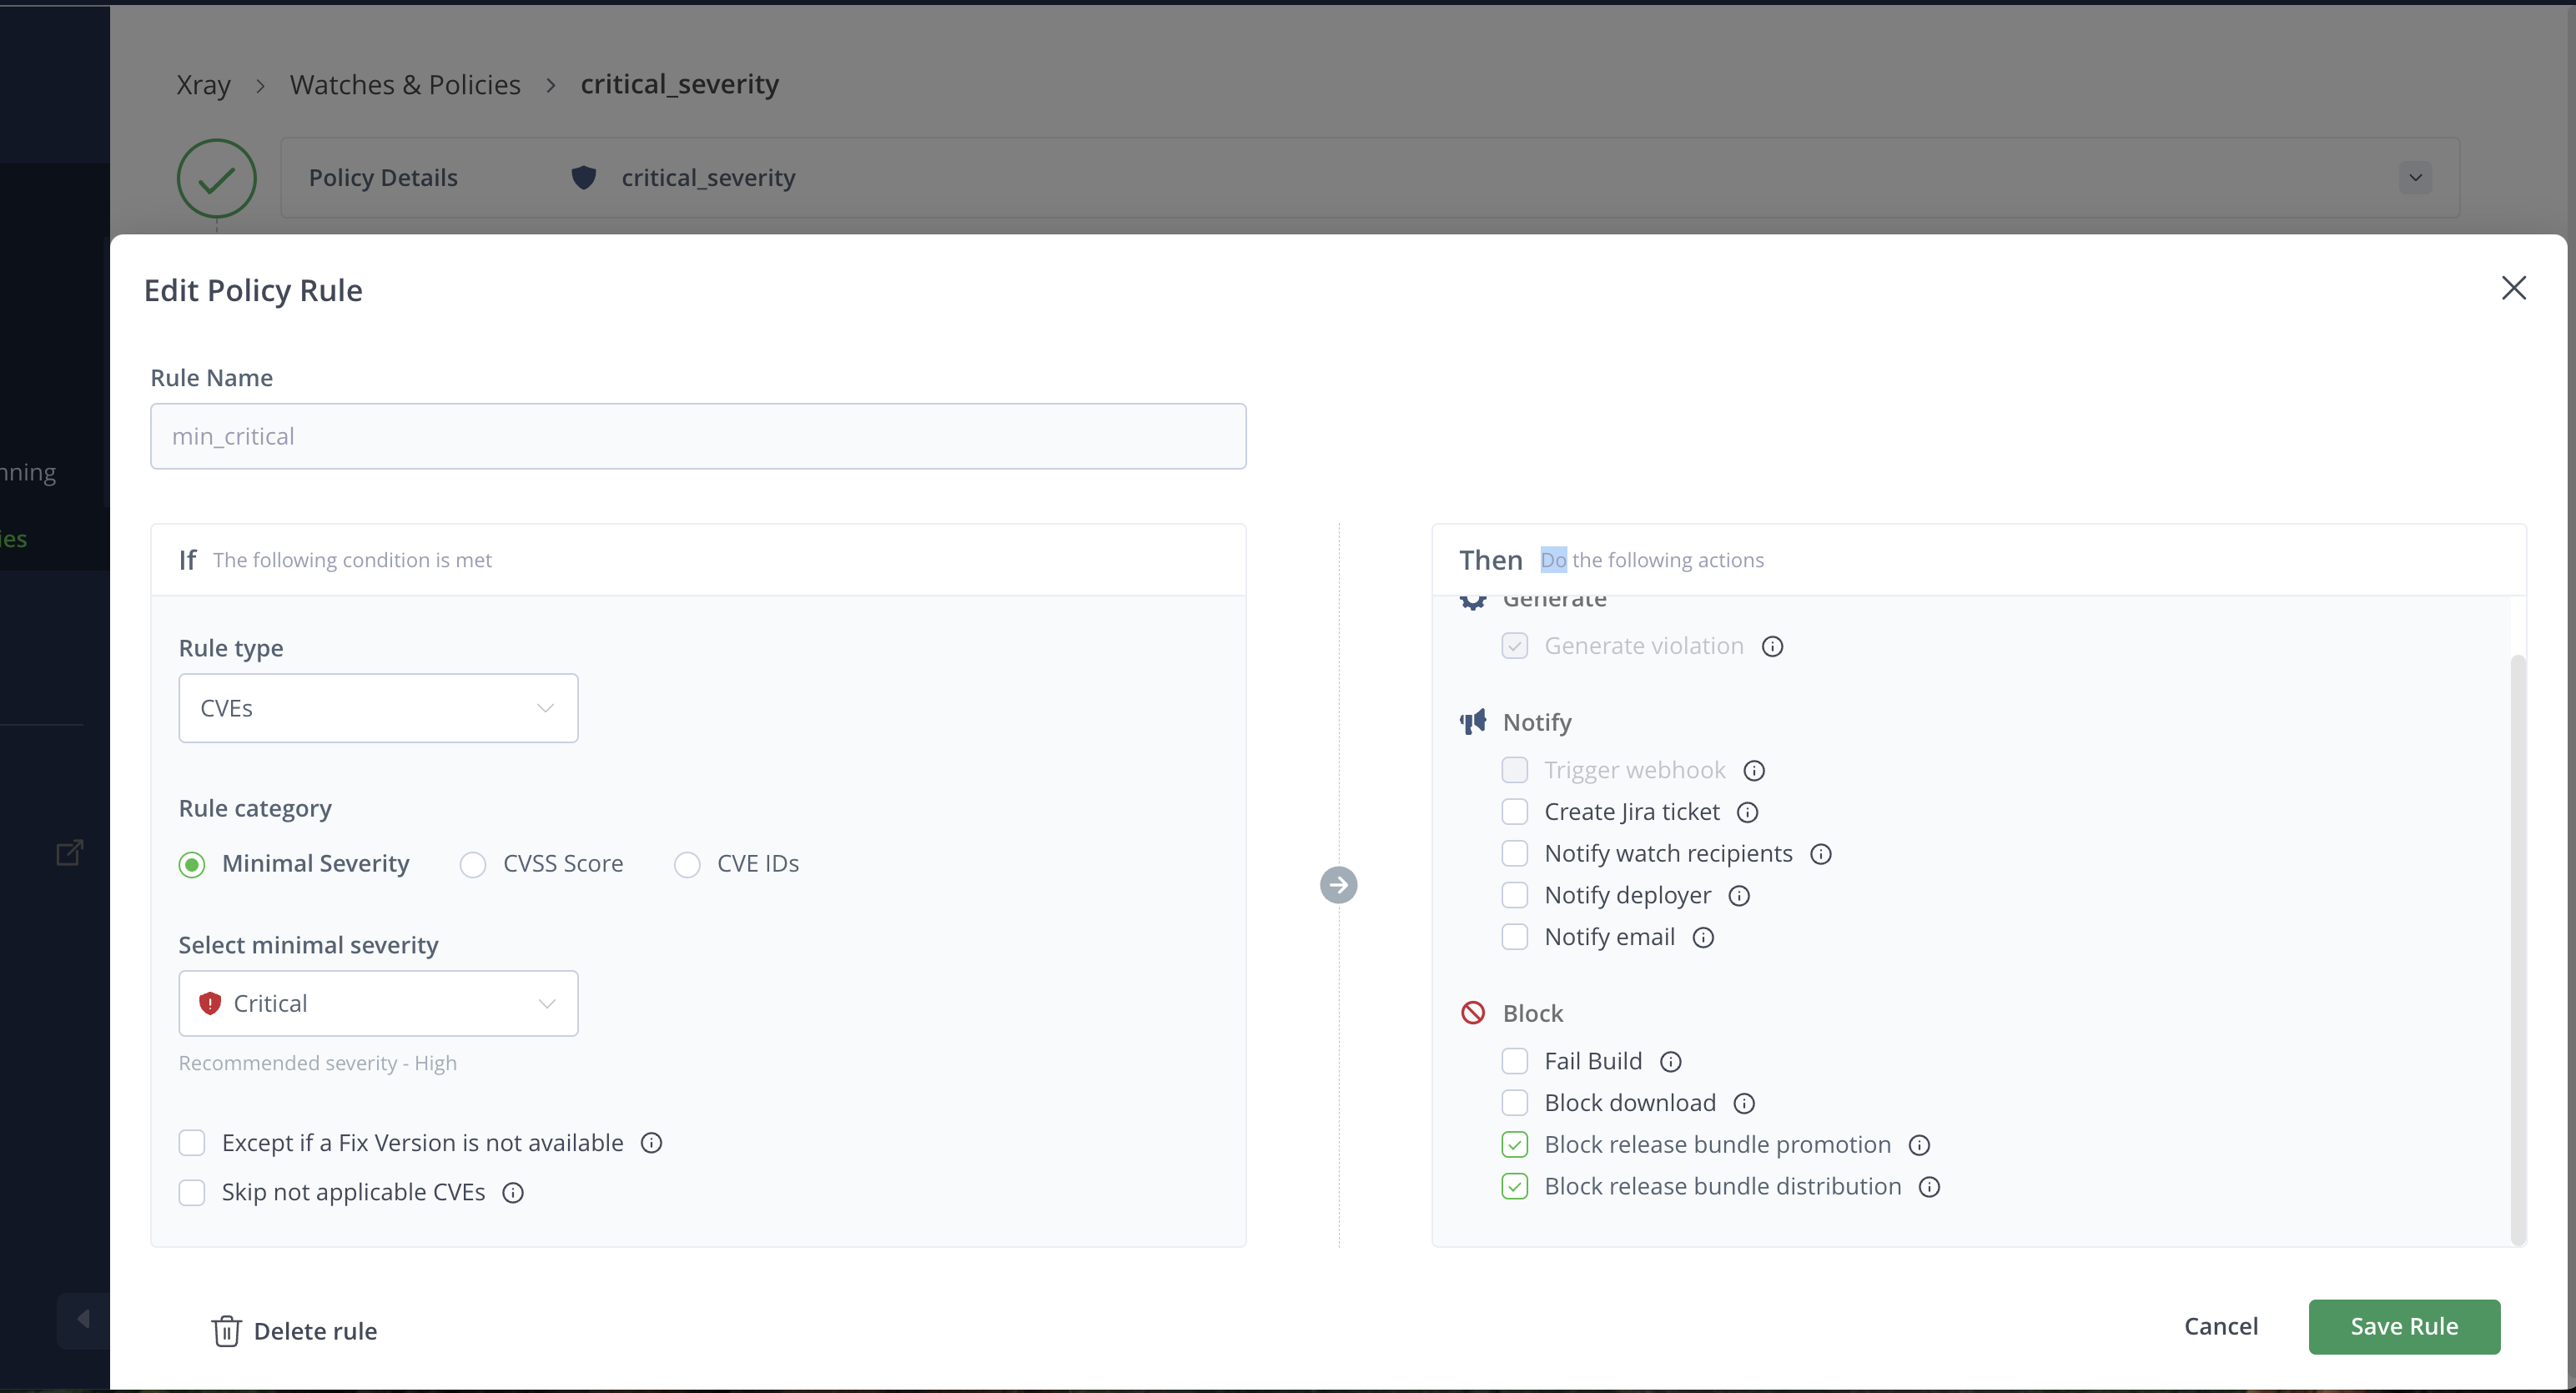 Xray > Watches & Policies > critical_severity
Policy Details critical_severity
Edit Policy Rule
Rule Name
min_critical
nning
ies
If The following condition is met
Rule type
CVEs
Rule category
Minimal Severity CVSS Score CVE IDs
Select minimal severity
Critical
Recommended severity - High
Except if a Fix Version is not available
Skip not applicable CVEs
Then Do the following actions
Generate
Generate violation
Notify
Trigger webhook
Create Jira ticket
Notify watch recipients
Notify deployer
Notify email
Block
Fail Build
Block download
Block release bundle promotion
Block release bundle distribution
Delete rule
Cancel Save Rule